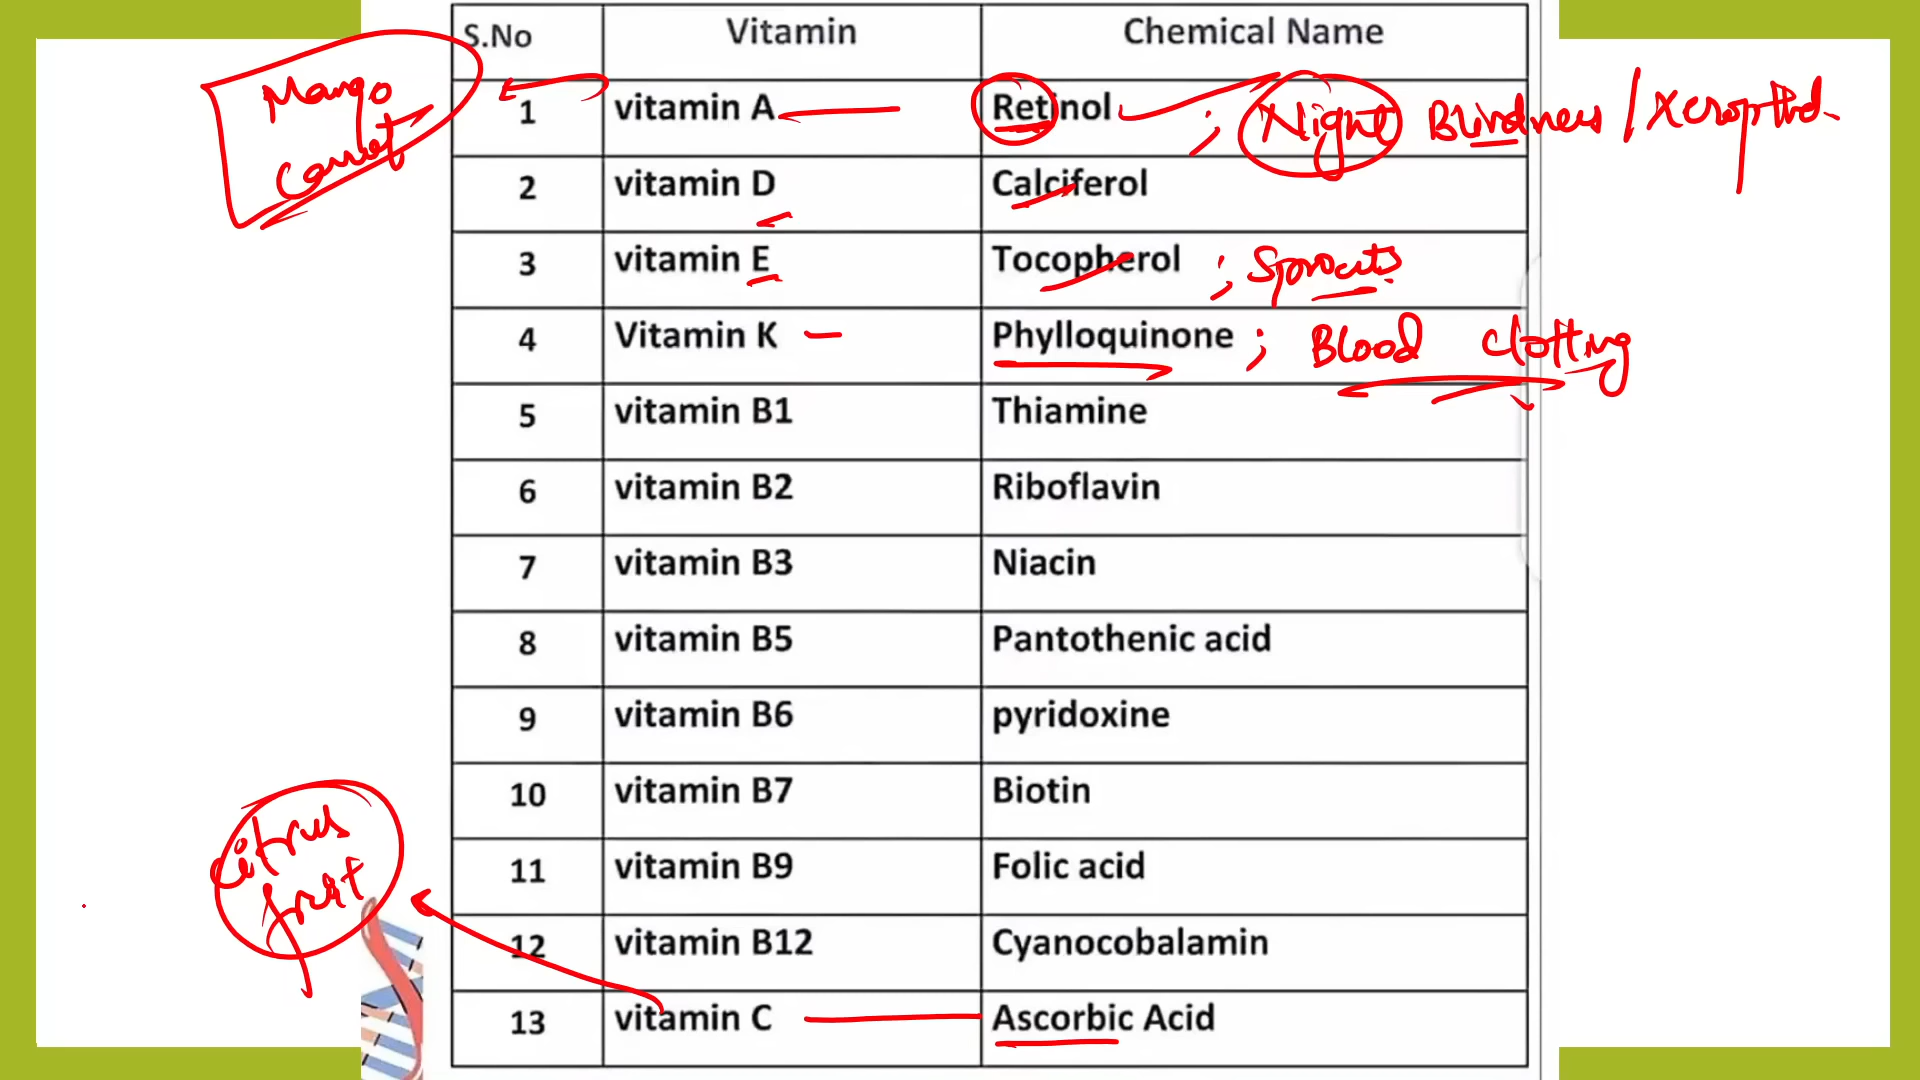 S.No Vitamin Chemical Name
Mango
Carrot
1 vitamin A Retinol ; Night Blindness / Xeropthal
2 vitamin D Calciferol
3 vitamin E Tocopherol ; Sprouts
4 Vitamin K Phylloquinone ; Blood clotting
5 vitamin B1 Thiamine
6 vitamin B2 Riboflavin
7 vitamin B3 Niacin
8 vitamin B5 Pantothenic acid
9 vitamin B6 pyridoxine
10 vitamin B7 Biotin
citrus
fruit
11 vitamin B9 Folic acid
12 vitamin B12 Cyanocobalamin
13 vitamin C Ascorbic Acid